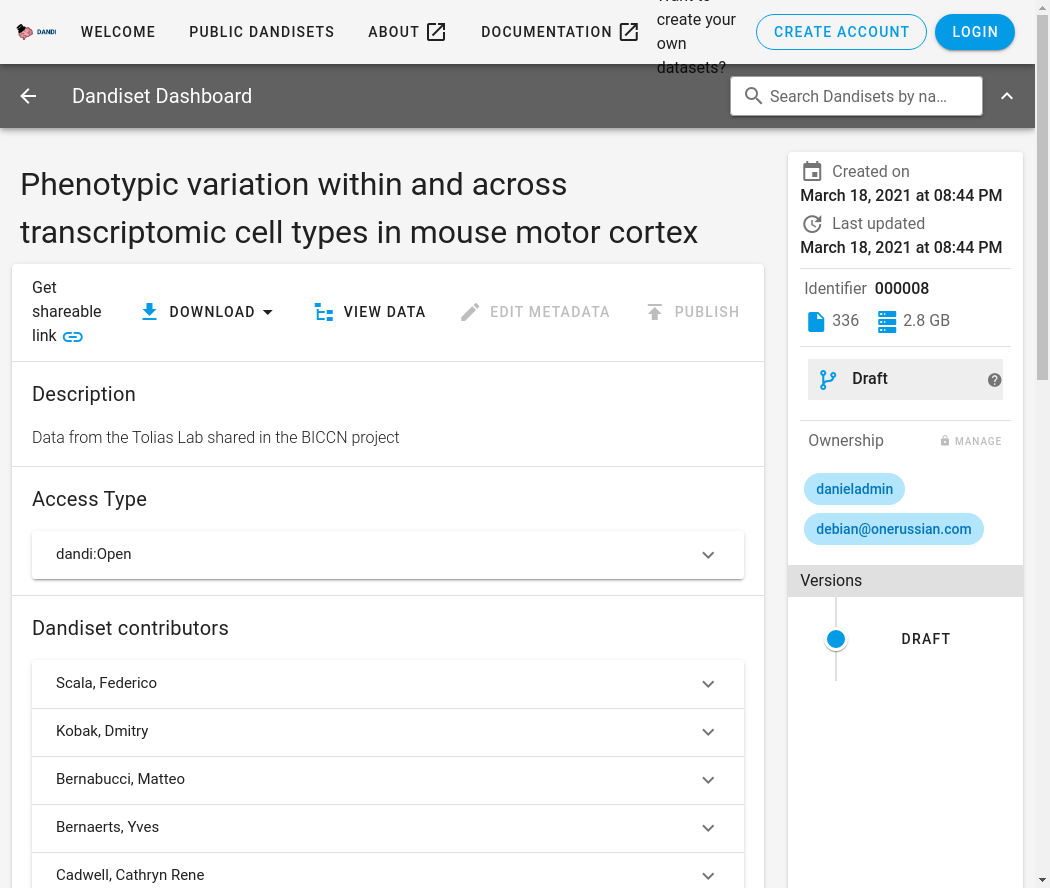 DANDI
WELCOME
PUBLIC DANDISETS
ABOUT
DOCUMENTATION
Want to
create your
own
datasets?
CREATE ACCOUNT
LOGIN
Dandiset Dashboard
Search Dandisets by na…
Phenotypic variation within and across
transcriptomic cell types in mouse motor cortex
Get
shareable
link
DOWNLOAD
VIEW DATA
EDIT METADATA
PUBLISH
Description
Data from the Tolias Lab shared in the BICCN project
Access Type
dandi:Open
Dandiset contributors
Scala, Federico
Kobak, Dmitry
Bernabucci, Matteo
Bernaerts, Yves
Cadwell, Cathryn Rene
Created on
March 18, 2021 at 08:44 PM
Last updated
March 18, 2021 at 08:44 PM
Identifier 000008
336 2.8 GB
Draft
Ownership
MANAGE
danieladmin
debian@onerussian.com
Versions
DRAFT